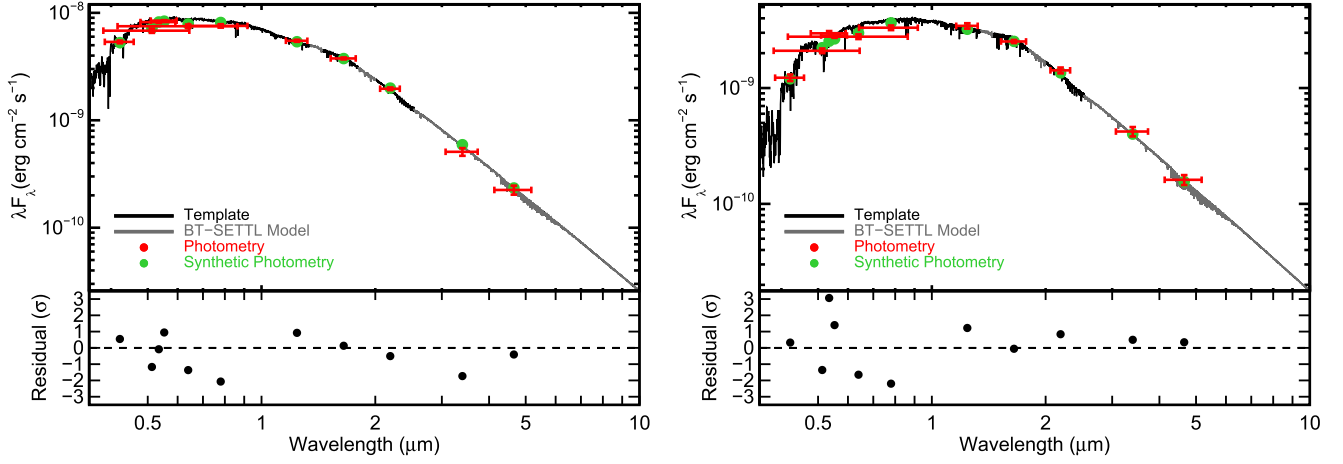 10⁻⁸
10⁻⁹
10⁻¹⁰
λFλ(erg cm⁻² s⁻¹)
Template
BT−SETTL Model
Photometry
Synthetic Photometry
3
2
1
0
−1
−2
−3
Residual (σ)
0.5
1
2
5
10
Wavelength (μm)
10⁻⁹
10⁻¹⁰
λFλ(erg cm⁻² s⁻¹)
Template
BT−SETTL Model
Photometry
Synthetic Photometry
3
2
1
0
−1
−2
−3
Residual (σ)
0.5
1
2
5
10
Wavelength (μm)